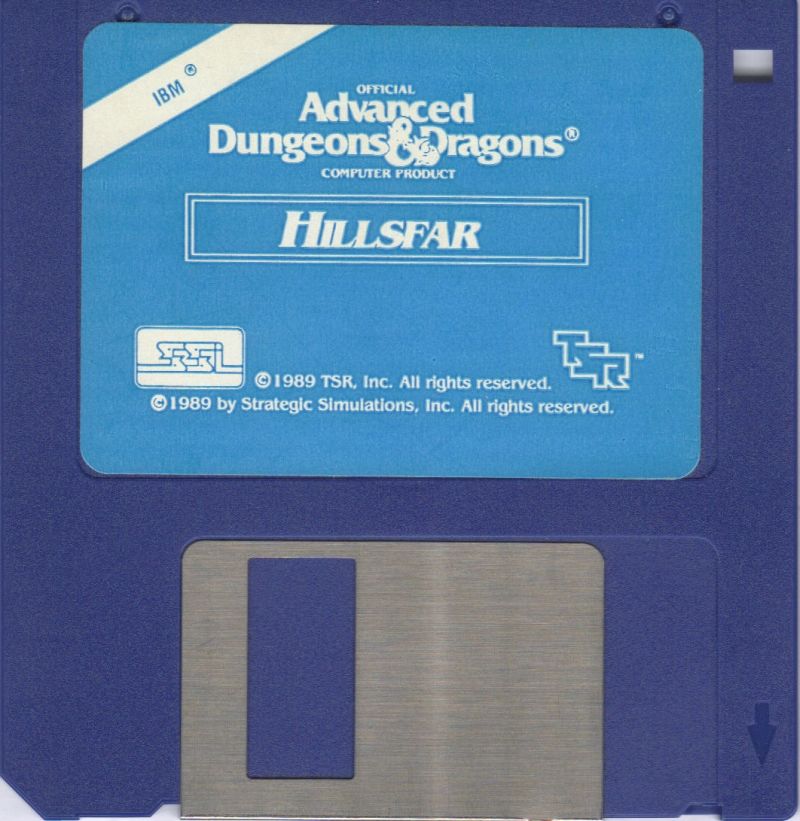 IBM ®
OFFICIAL
Advanced
Dungeons & Dragons®
COMPUTER PRODUCT
HILLSFAR
SSI
TSR™
©1989 TSR, Inc. All rights reserved.
©1989 by Strategic Simulations, Inc. All rights reserved.